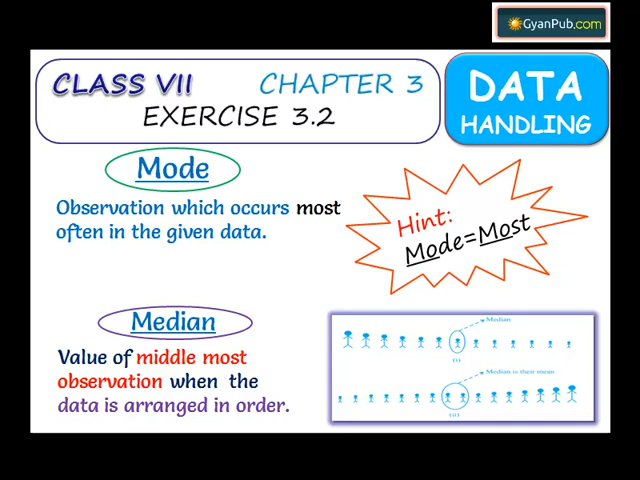 GyanPub.com
CLASS VII CHAPTER 3
EXERCISE 3.2
DATA
HANDLING
Mode
Observation which occurs most
often in the given data.
Hint:
Mode=Most
Median
Value of middle most
observation when the
data is arranged in order.
Median
(i)
Median is their mean
(ii)